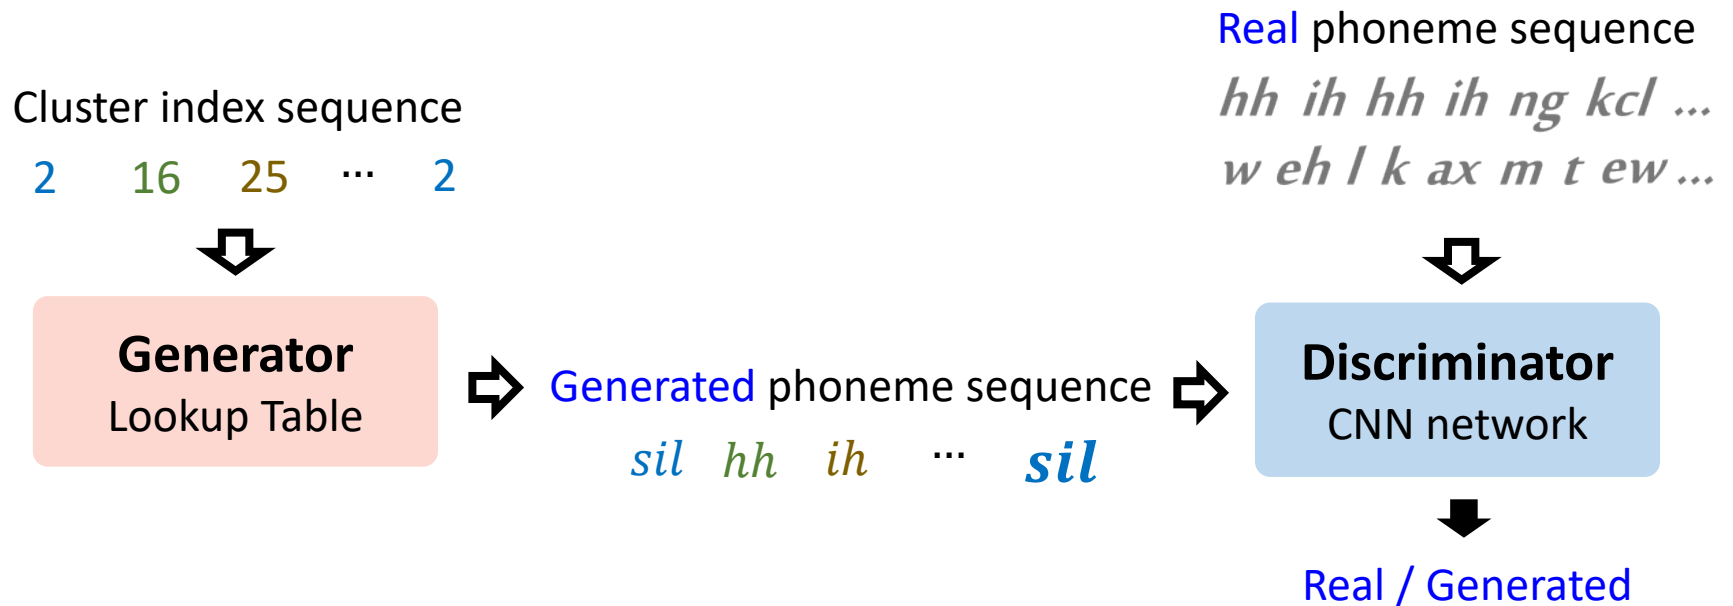 Cluster index sequence
2 16 25 ... 2
Generator
Lookup Table
Generated phoneme sequence
sil hh ih ... sil
Real phoneme sequence
hh ih hh ih ng kcl ...
w eh l k ax m t ew ...
Discriminator
CNN network
Real / Generated